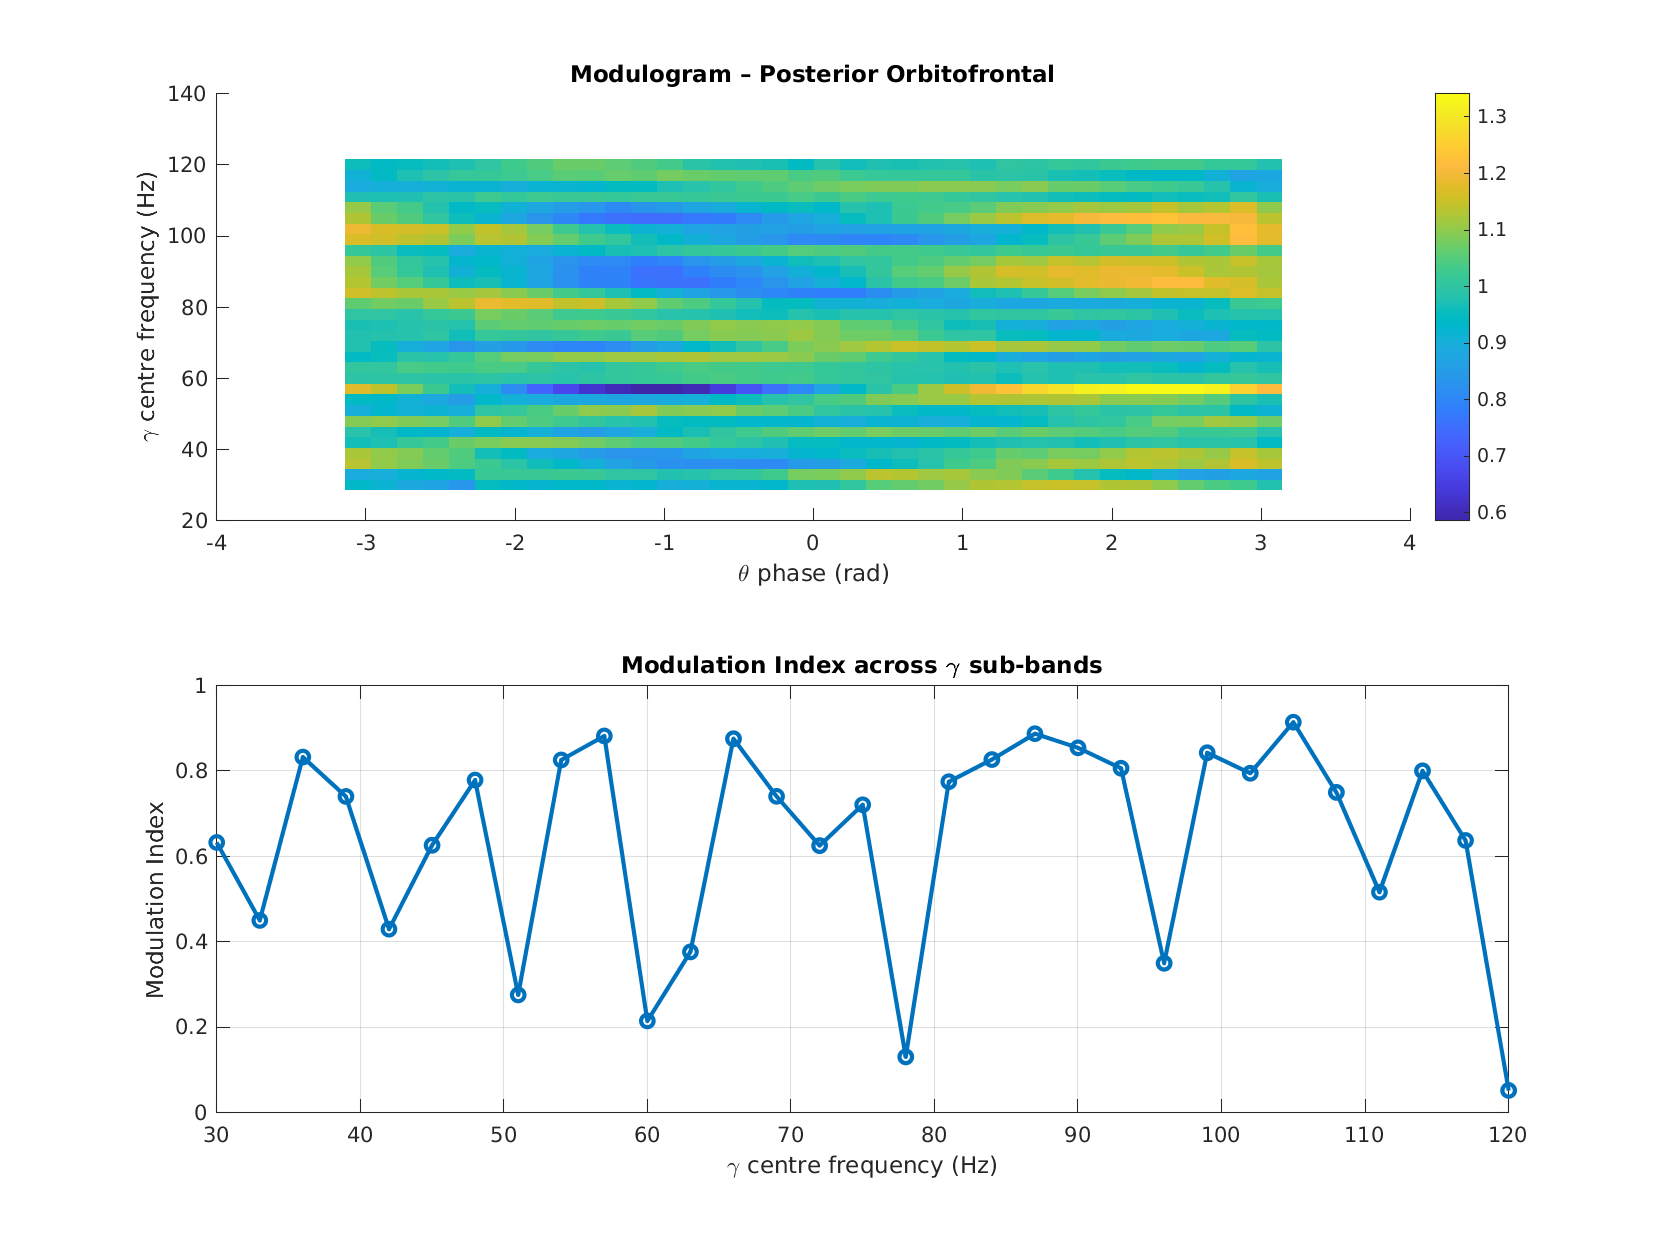 Modulogram – Posterior Orbitofrontal
140
120
100
80
60
40
20
γ centre frequency (Hz)
-4 -3 -2 -1 0 1 2 3 4
θ phase (rad)
1.3
1.2
1.1
1
0.9
0.8
0.7
0.6
Modulation Index across γ sub-bands
1
0.8
0.6
0.4
0.2
0
Modulation Index
30 40 50 60 70 80 90 100 110 120
γ centre frequency (Hz)